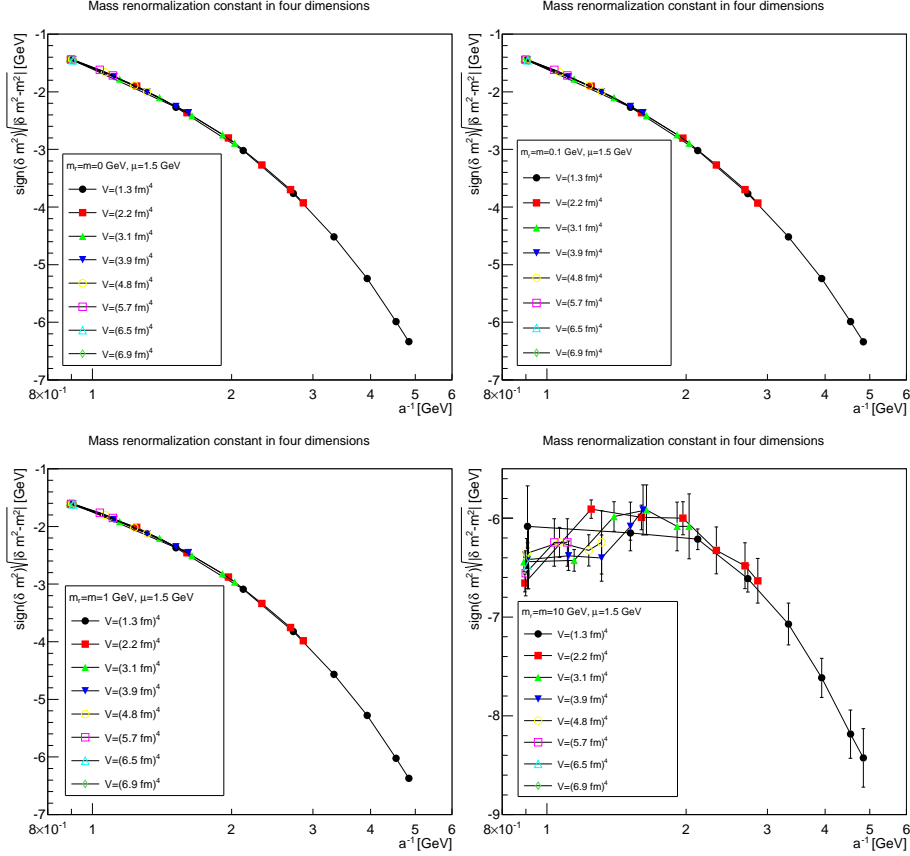 Mass renormalization constant in four dimensions
sign(δ m²)√|δ m²-m²| [GeV]
-1
-2
-3
-4
-5
-6
-7
mᵣ=m=0 GeV, μ=1.5 GeV
V=(1.3 fm)⁴
V=(2.2 fm)⁴
V=(3.1 fm)⁴
V=(3.9 fm)⁴
V=(4.8 fm)⁴
V=(5.7 fm)⁴
V=(6.5 fm)⁴
V=(6.9 fm)⁴
8×10⁻¹ 1 2 3 4 5 6
a⁻¹ [GeV]
Mass renormalization constant in four dimensions
sign(δ m²)√|δ m²-m²| [GeV]
-1
-2
-3
-4
-5
-6
-7
mᵣ=m=0.1 GeV, μ=1.5 GeV
V=(1.3 fm)⁴
V=(2.2 fm)⁴
V=(3.1 fm)⁴
V=(3.9 fm)⁴
V=(4.8 fm)⁴
V=(5.7 fm)⁴
V=(6.5 fm)⁴
V=(6.9 fm)⁴
8×10⁻¹ 1 2 3 4 5 6
a⁻¹ [GeV]
Mass renormalization constant in four dimensions
sign(δ m²)√|δ m²-m²| [GeV]
-1
-2
-3
-4
-5
-6
-7
mᵣ=m=1 GeV, μ=1.5 GeV
V=(1.3 fm)⁴
V=(2.2 fm)⁴
V=(3.1 fm)⁴
V=(3.9 fm)⁴
V=(4.8 fm)⁴
V=(5.7 fm)⁴
V=(6.5 fm)⁴
V=(6.9 fm)⁴
8×10⁻¹ 1 2 3 4 5 6
a⁻¹ [GeV]
Mass renormalization constant in four dimensions
sign(δ m²)√|δ m²-m²| [GeV]
-6
-7
-8
-9
mᵣ=m=10 GeV, μ=1.5 GeV
V=(1.3 fm)⁴
V=(2.2 fm)⁴
V=(3.1 fm)⁴
V=(3.9 fm)⁴
V=(4.8 fm)⁴
V=(5.7 fm)⁴
V=(6.5 fm)⁴
V=(6.9 fm)⁴
8×10⁻¹ 1 2 3 4 5 6
a⁻¹ [GeV]